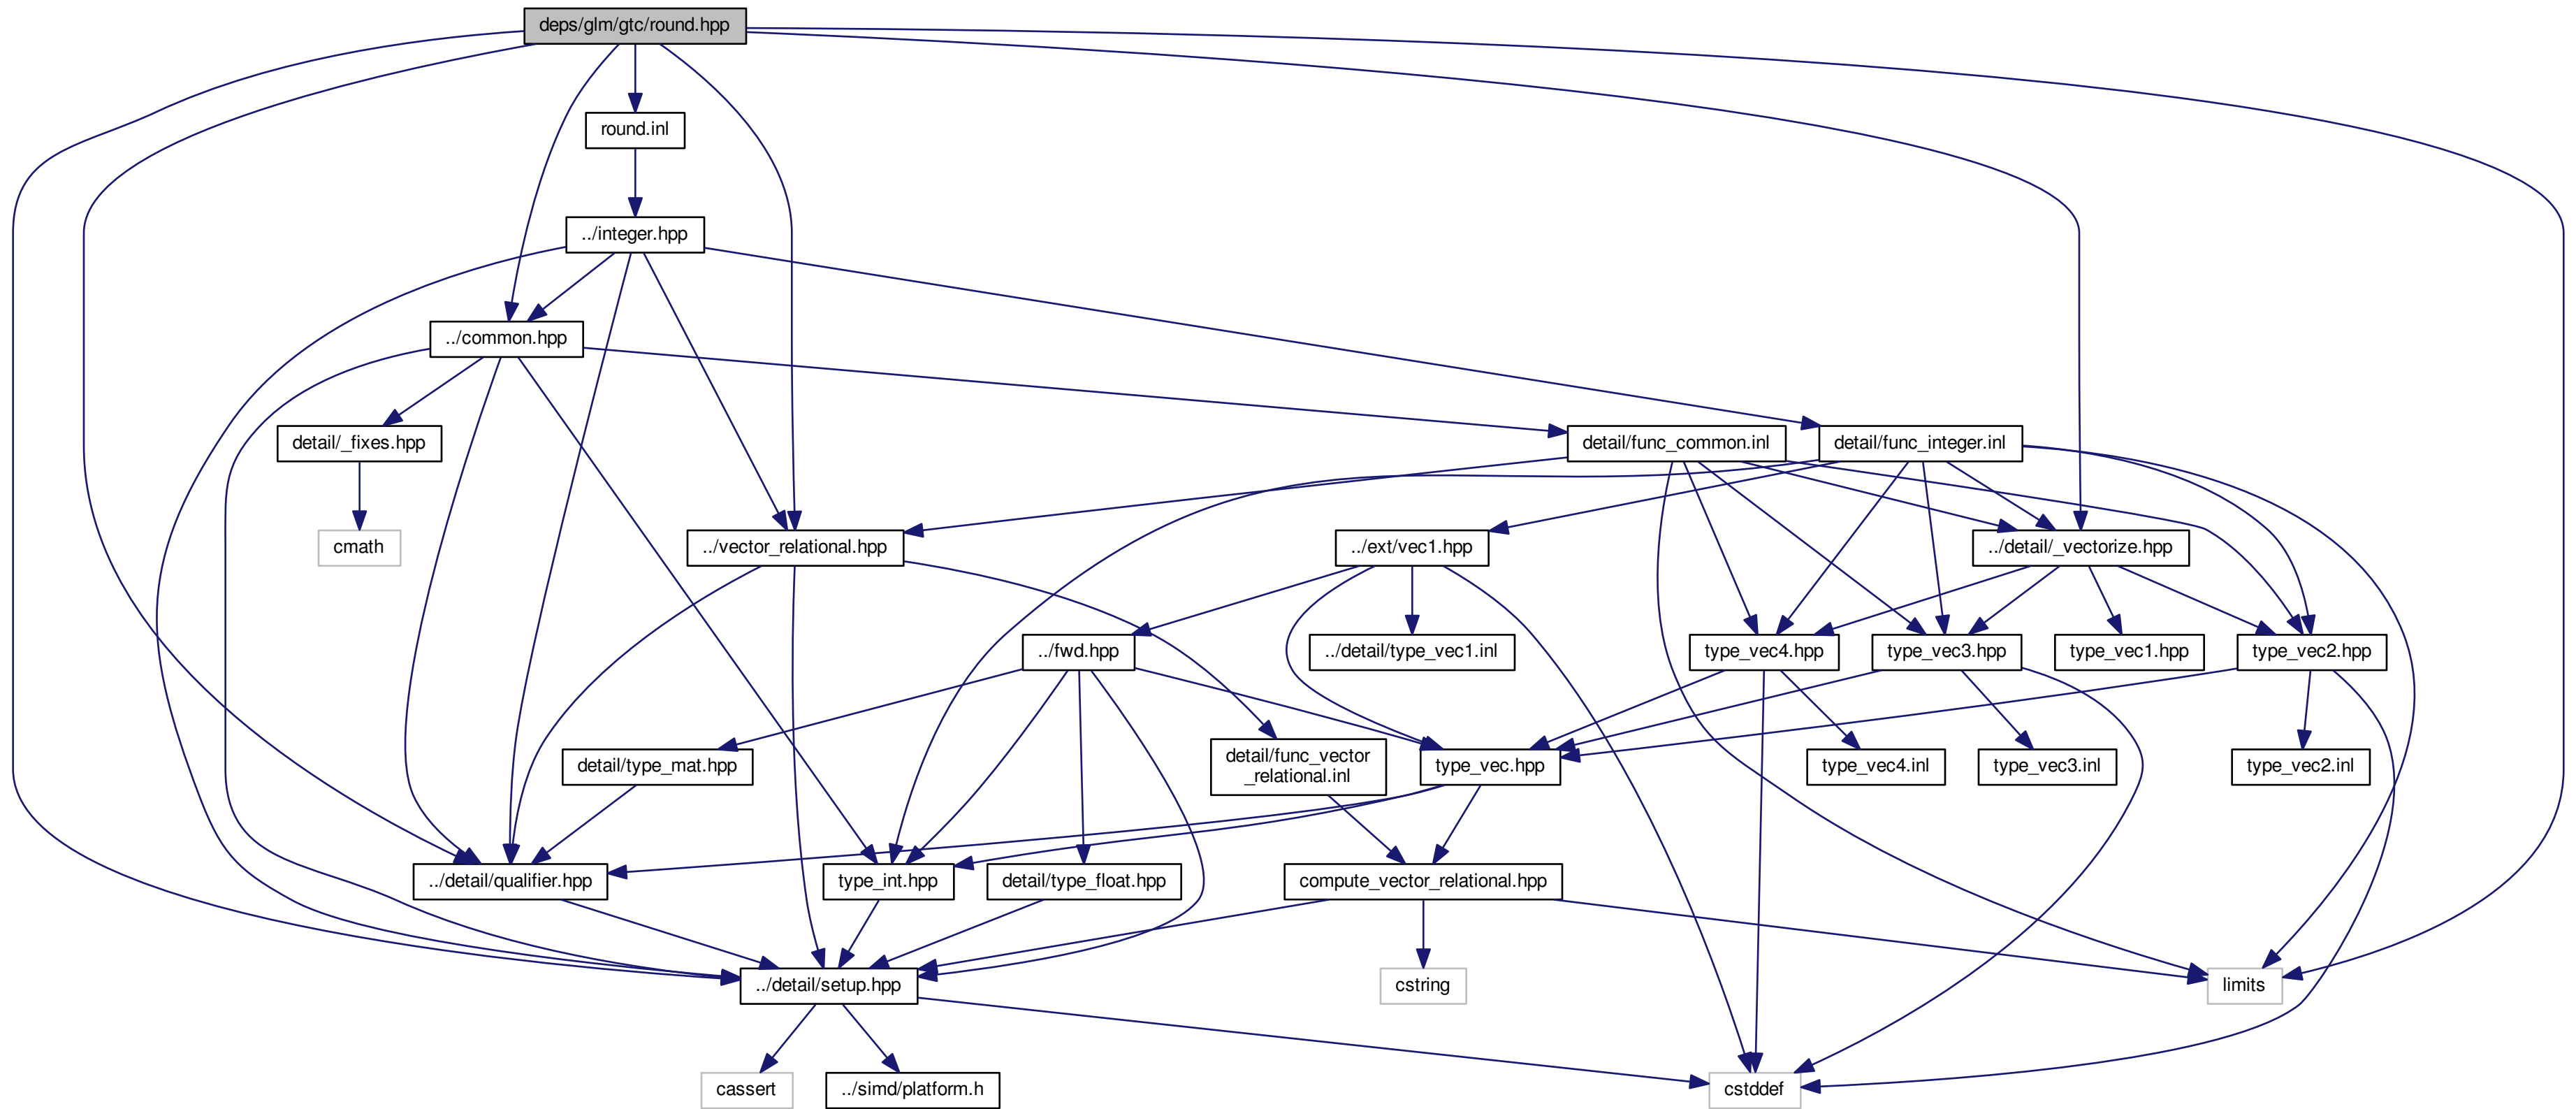 deps/glm/gtc/round.hpp
round.inl
../integer.hpp
../common.hpp
detail/_fixes.hpp
detail/func_common.inl
detail/func_integer.inl
cmath
../vector_relational.hpp
../ext/vec1.hpp
../detail/_vectorize.hpp
../fwd.hpp
../detail/type_vec1.inl
type_vec4.hpp
type_vec3.hpp
type_vec1.hpp
type_vec2.hpp
detail/type_mat.hpp
detail/func_vector
_relational.inl
type_vec.hpp
type_vec4.inl
type_vec3.inl
type_vec2.inl
../detail/qualifier.hpp
type_int.hpp
detail/type_float.hpp
compute_vector_relational.hpp
../detail/setup.hpp
cstring
limits
cassert
../simd/platform.h
cstddef